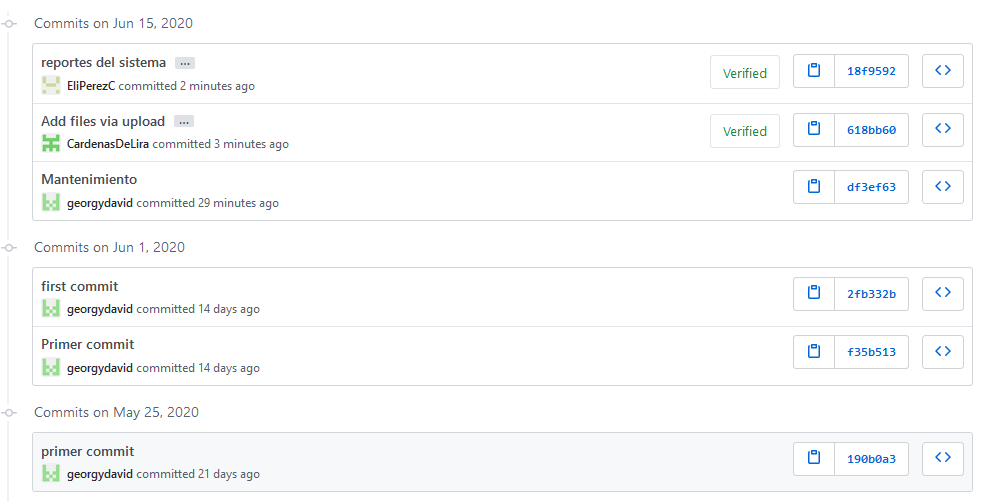 Commits on Jun 15, 2020
reportes del sistema ...
EliPerezC committed 2 minutes ago
Verified
18f9592
Add files via upload ...
CardenasDeLira committed 3 minutes ago
Verified
618bb60
Mantenimiento
georgydavid committed 29 minutes ago
df3ef63
Commits on Jun 1, 2020
first commit
georgydavid committed 14 days ago
2fb332b
Primer commit
georgydavid committed 14 days ago
f35b513
Commits on May 25, 2020
primer commit
georgydavid committed 21 days ago
190b0a3